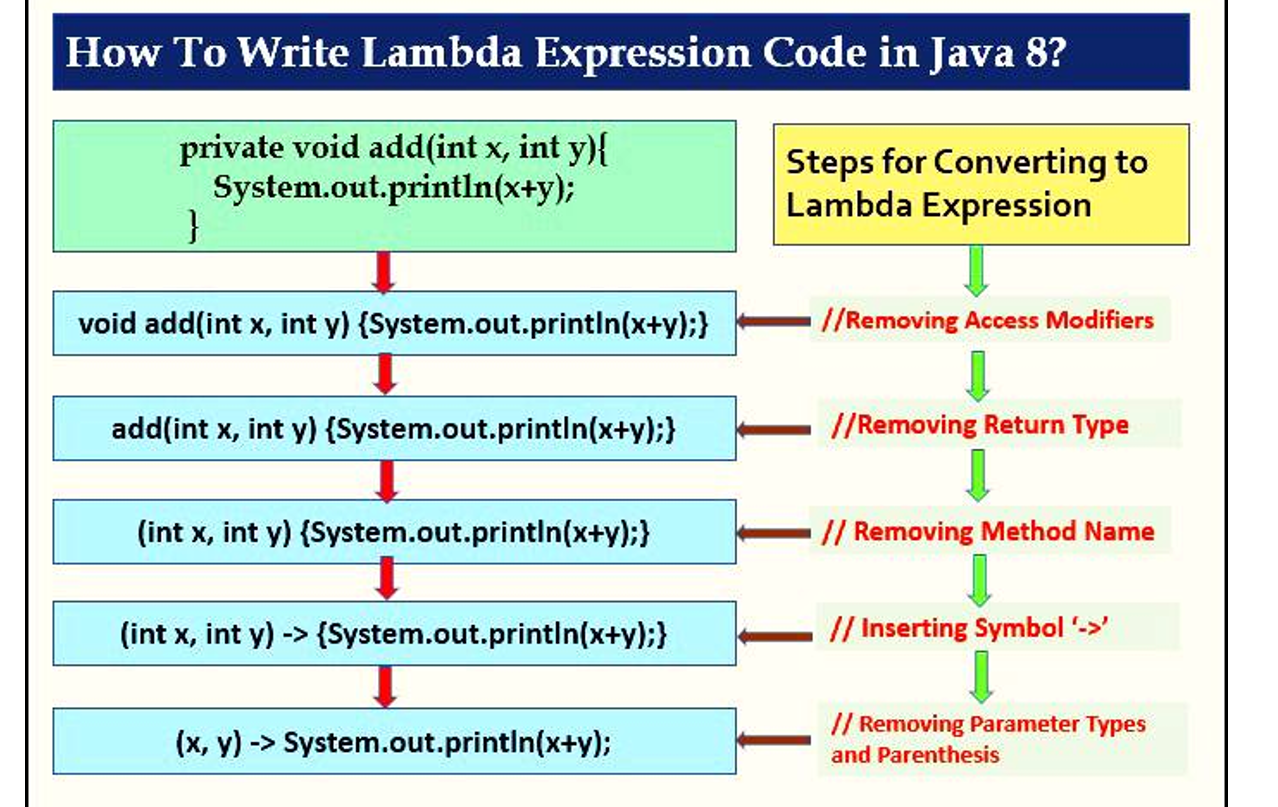 How To Write Lambda Expression Code in Java 8?
private void add(int x, int y){
System.out.println(x+y);
}
Steps for Converting to
Lambda Expression
void add(int x, int y) {System.out.println(x+y);}
//Removing Access Modifiers
add(int x, int y) {System.out.println(x+y);}
//Removing Return Type
(int x, int y) {System.out.println(x+y);}
// Removing Method Name
(int x, int y) -> {System.out.println(x+y);}
// Inserting Symbol ‘->’
(x, y) -> System.out.println(x+y);
// Removing Parameter Types
and Parenthesis